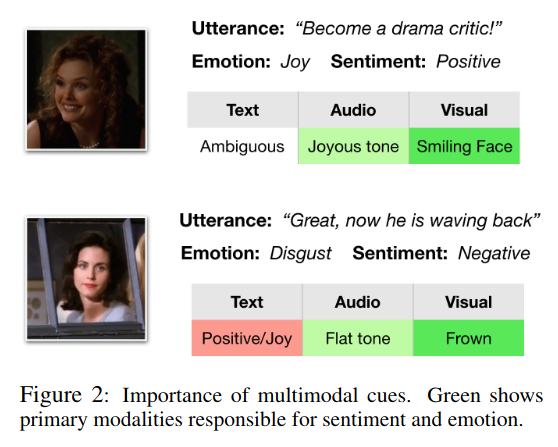 Utterance: “Become a drama critic!”
Emotion: Joy Sentiment: Positive
Text Audio Visual
Ambiguous Joyous tone Smiling Face
Utterance: “Great, now he is waving back”
Emotion: Disgust Sentiment: Negative
Text Audio Visual
Positive/Joy Flat tone Frown
Figure 2: Importance of multimodal cues. Green shows
primary modalities responsible for sentiment and emotion.